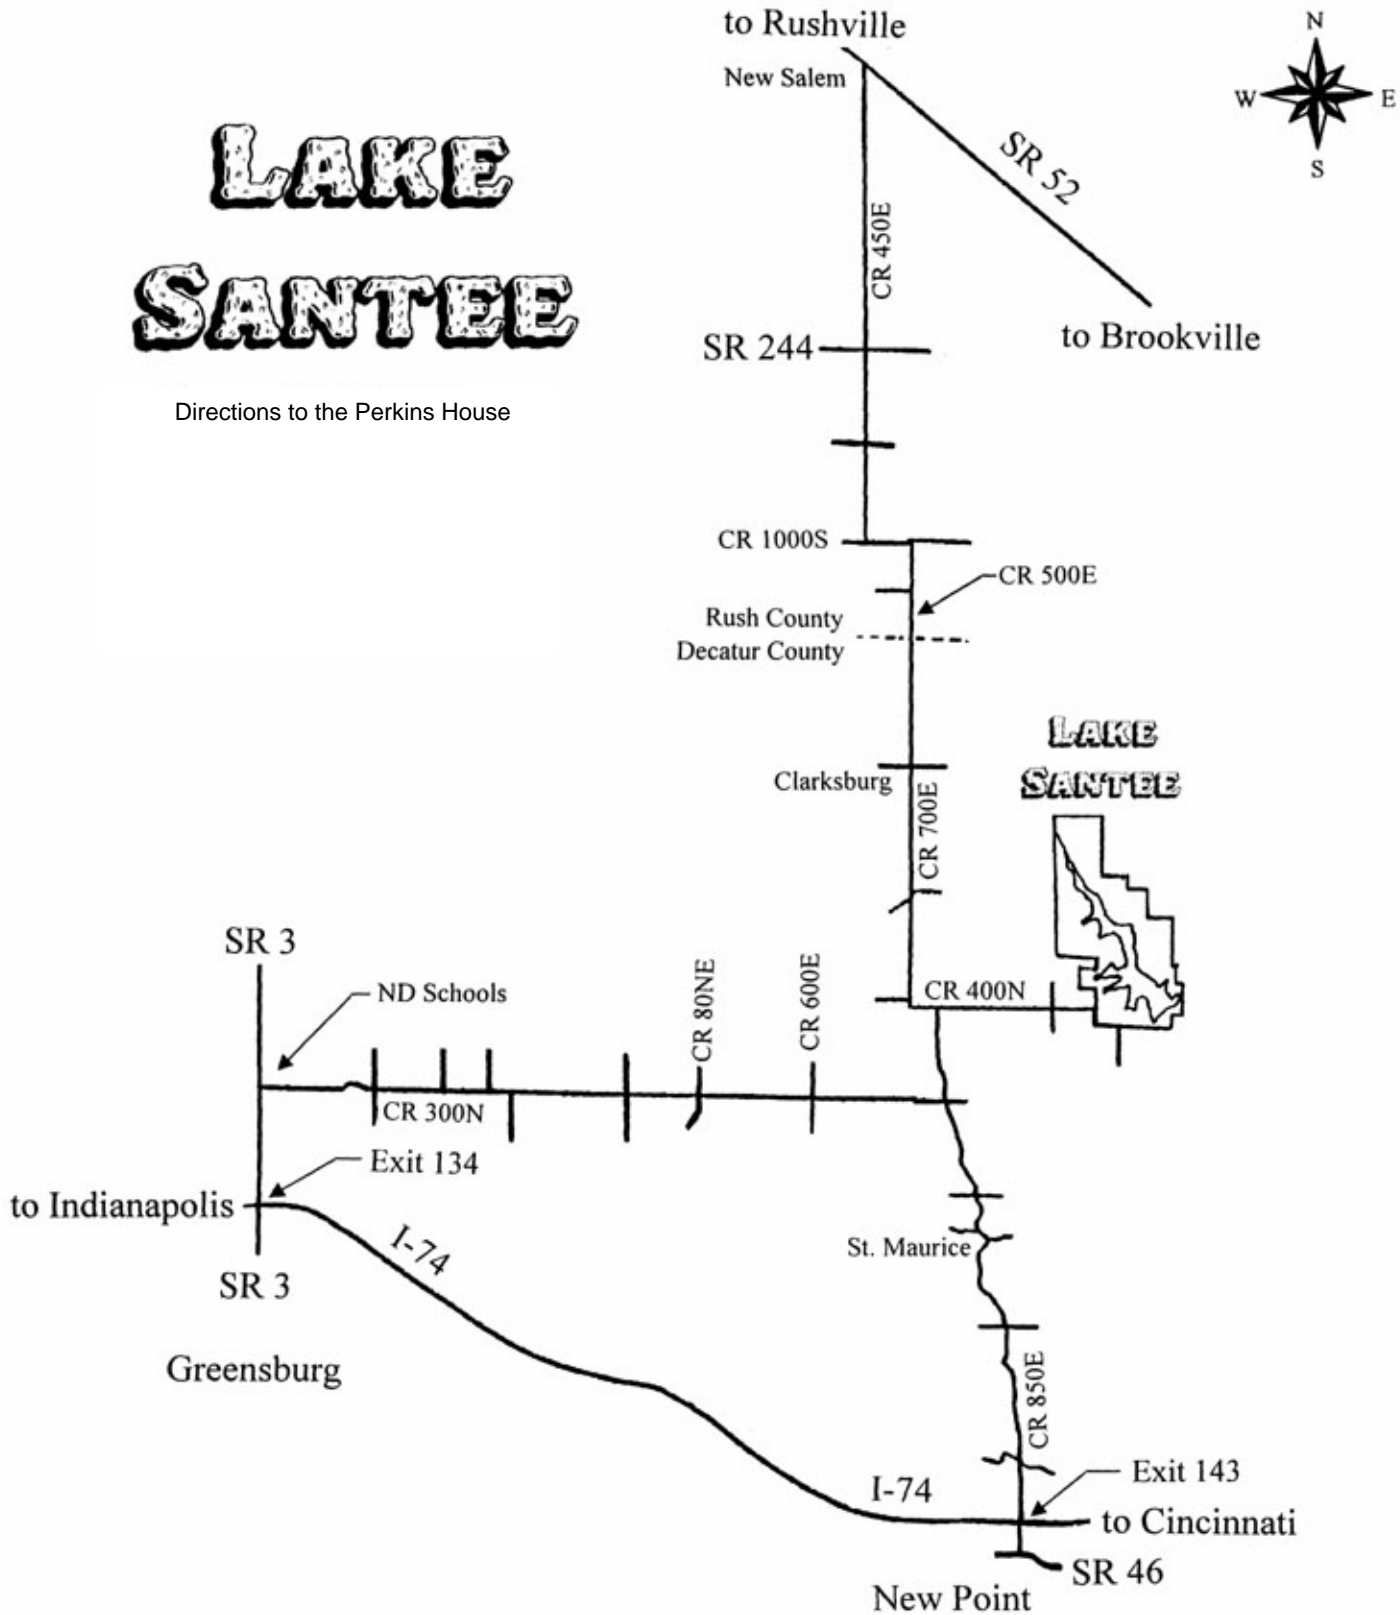 to Rushville
New Salem
N
W
E
S
SR 52
LAKE
SANTEE
CR 450E
to Brookville
SR 244
Directions to the Perkins House
CR 1000S
CR 500E
Rush County
Decatur County
LAKE
SANTEE
Clarksburg
CR 700E
SR 3
ND Schools
CR 80NE
CR 600E
CR 400N
CR 300N
Exit 134
to Indianapolis
I-74
St. Maurice
SR 3
Greensburg
CR 850E
Exit 143
I-74
to Cincinnati
SR 46
New Point